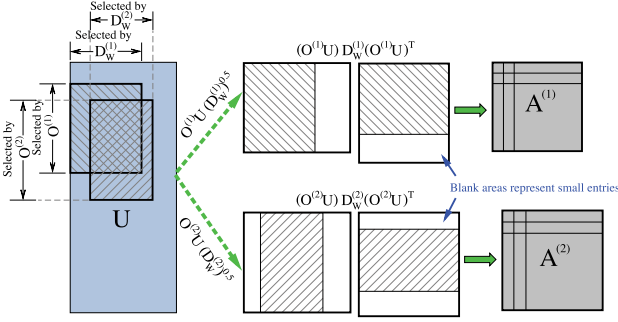 Selected by
D_W^(2)
Selected by
D_W^(1)
Selected by
O^(1)
Selected by
O^(2)
U
O^(1)U(D_W^(1))^0.5
O^(2)U(D_W^(2))^0.5
(O^(1)U) D_W^(1)(O^(1)U)^T
A^(1)
Blank areas represent small entries
(O^(2)U) D_W^(2)(O^(2)U)^T
A^(2)